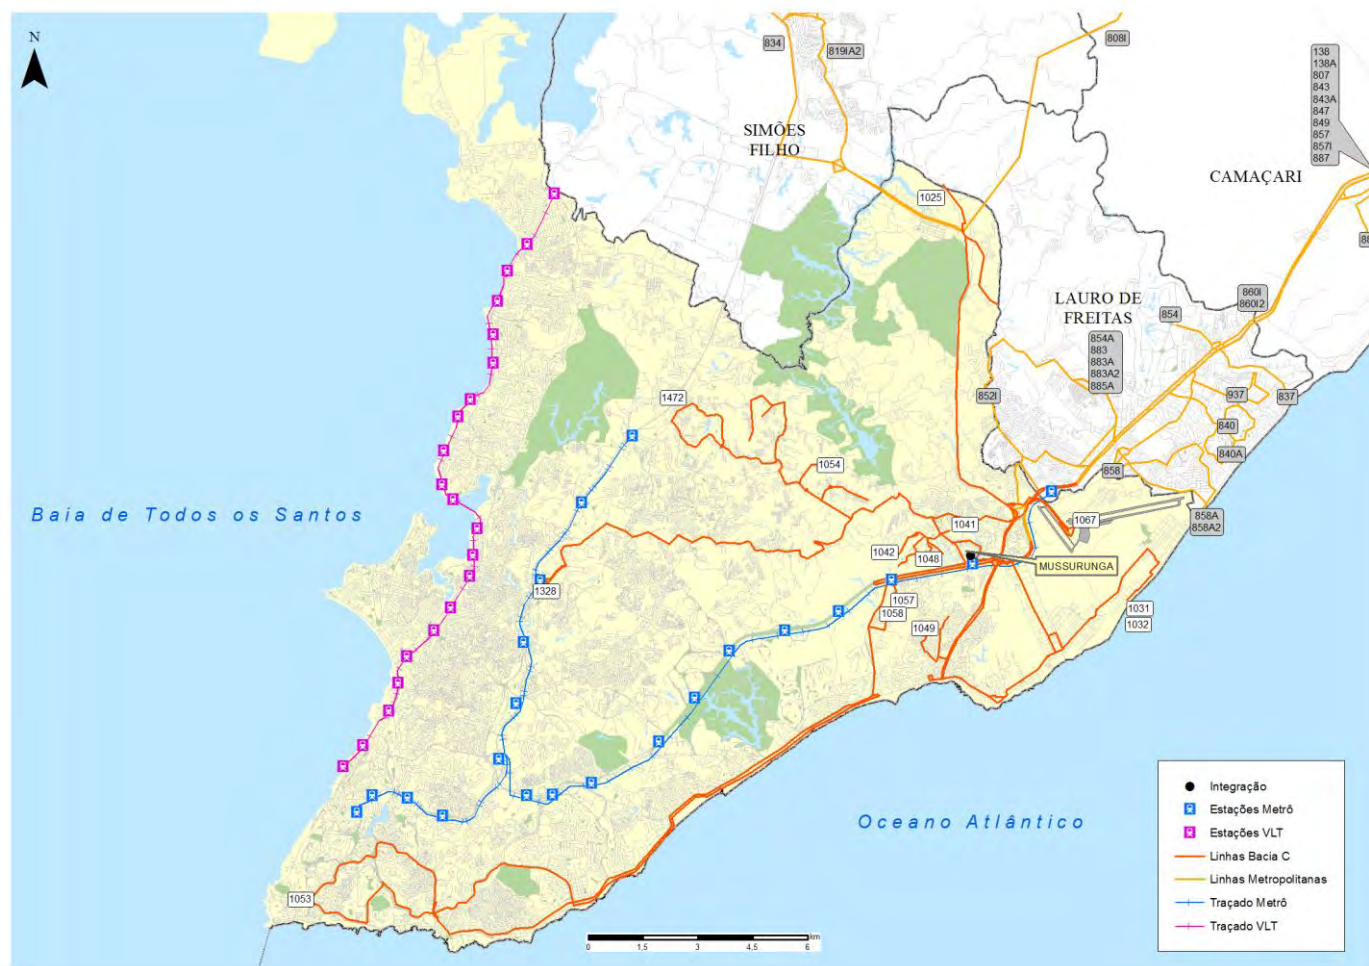 N
834
819IA2
808I
138
138A
807
843
843A
847
849
857
857I
887
SIMÕES
FILHO
CAMAÇARI
1025
88
LAURO DE
FREITAS
860I
860I2
854
854A
883
883A
883A2
885A
852I
937
837
840
840A
858
1472
1054
858A
858A2
Baia de Todos os Santos
1067
1041
1042
1048
MUSSURUNGA
1328
1057
1058
1049
1031
1032
Oceano Atlântico
1053
km
0 1,5 3 4,5 6
Integração
Estações Metrô
Estações VLT
Linhas Bacia C
Linhas Metropolitanas
Traçado Metrô
Traçado VLT